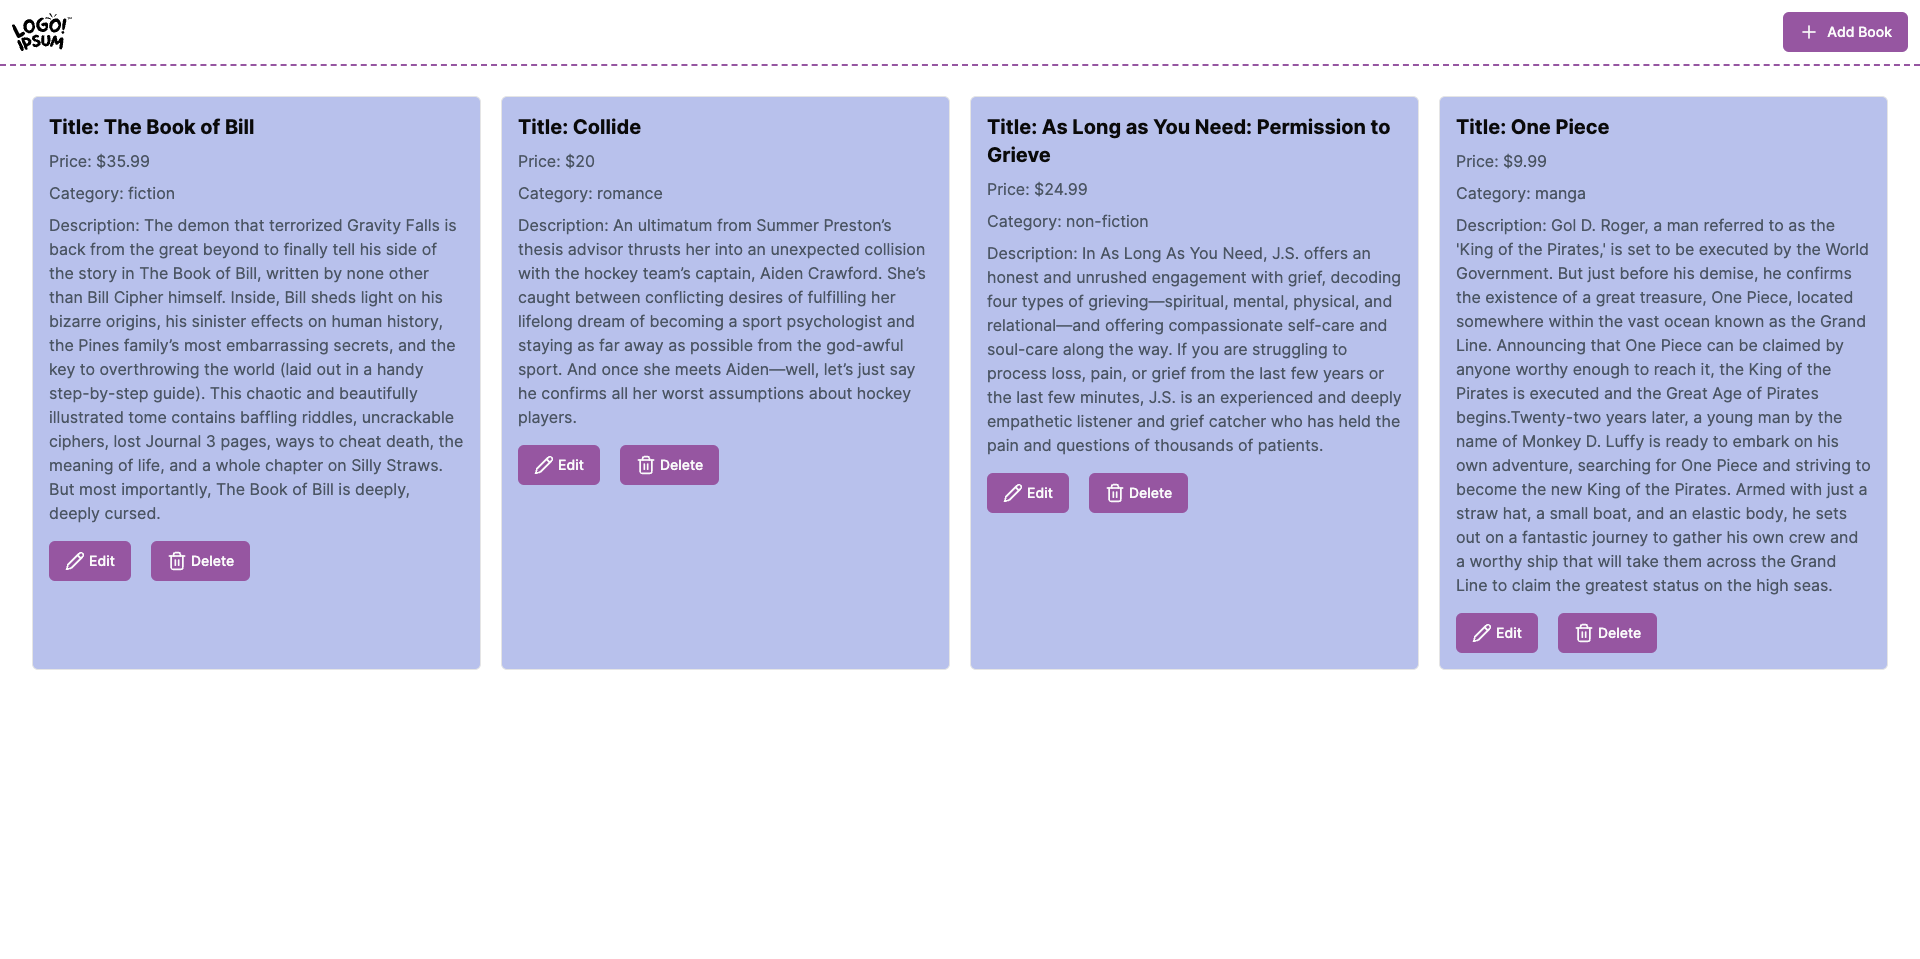 LOGO!
IPSUM
Add Book
Title: The Book of Bill
Price: $35.99
Category: fiction
Description: The demon that terrorized Gravity Falls is
back from the great beyond to finally tell his side of
the story in The Book of Bill, written by none other
than Bill Cipher himself. Inside, Bill sheds light on his
bizarre origins, his sinister effects on human history,
the Pines family’s most embarrassing secrets, and the
key to overthrowing the world (laid out in a handy
step-by-step guide). This chaotic and beautifully
illustrated tome contains baffling riddles, uncrackable
ciphers, lost Journal 3 pages, ways to cheat death, the
meaning of life, and a whole chapter on Silly Straws.
But most importantly, The Book of Bill is deeply,
deeply cursed.
Edit
Delete
Title: Collide
Price: $20
Category: romance
Description: An ultimatum from Summer Preston’s
thesis advisor thrusts her into an unexpected collision
with the hockey team’s captain, Aiden Crawford. She’s
caught between conflicting desires of fulfilling her
lifelong dream of becoming a sport psychologist and
staying as far away as possible from the god-awful
sport. And once she meets Aiden—well, let’s just say
he confirms all her worst assumptions about hockey
players.
Edit
Delete
Title: As Long as You Need: Permission to
Grieve
Price: $24.99
Category: non-fiction
Description: In As Long As You Need, J.S. offers an
honest and unrushed engagement with grief, decoding
four types of grieving—spiritual, mental, physical, and
relational—and offering compassionate self-care and
soul-care along the way. If you are struggling to
process loss, pain, or grief from the last few years or
the last few minutes, J.S. is an experienced and deeply
empathetic listener and grief catcher who has held the
pain and questions of thousands of patients.
Edit
Delete
Title: One Piece
Price: $9.99
Category: manga
Description: Gol D. Roger, a man referred to as the
'King of the Pirates,' is set to be executed by the World
Government. But just before his demise, he confirms
the existence of a great treasure, One Piece, located
somewhere within the vast ocean known as the Grand
Line. Announcing that One Piece can be claimed by
anyone worthy enough to reach it, the King of the
Pirates is executed and the Great Age of Pirates
begins.Twenty-two years later, a young man by the
name of Monkey D. Luffy is ready to embark on his
own adventure, searching for One Piece and striving to
become the new King of the Pirates. Armed with just a
straw hat, a small boat, and an elastic body, he sets
out on a fantastic journey to gather his own crew and
a worthy ship that will take them across the Grand
Line to claim the greatest status on the high seas.
Edit
Delete